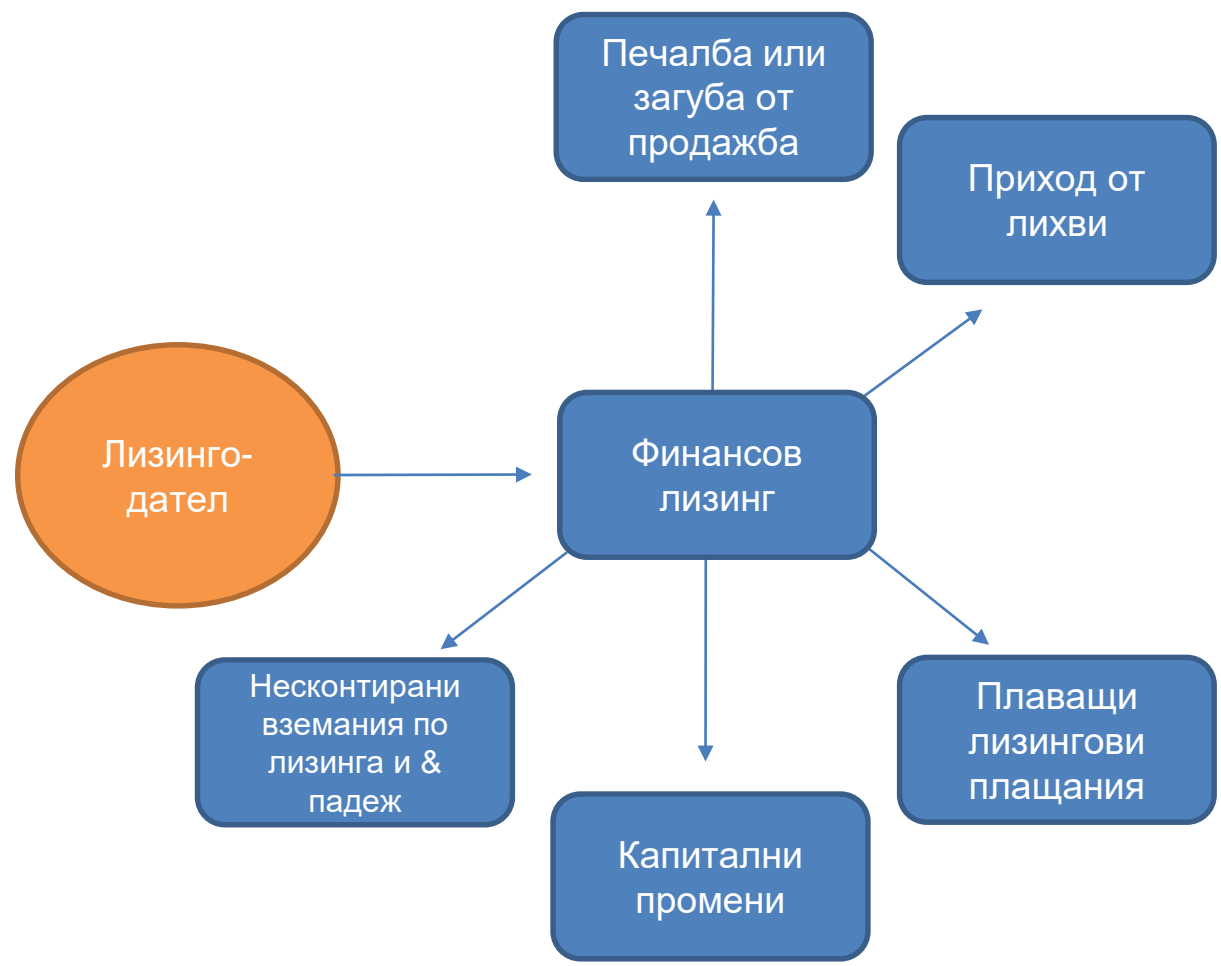 Печалба или
загуба от
продажба
Приход от
лихви
Лизинго-
дател
Финансов
лизинг
Несконтирани
вземания по
лизинга и &
падеж
Плаващи
лизингови
плащания
Капитални
промени